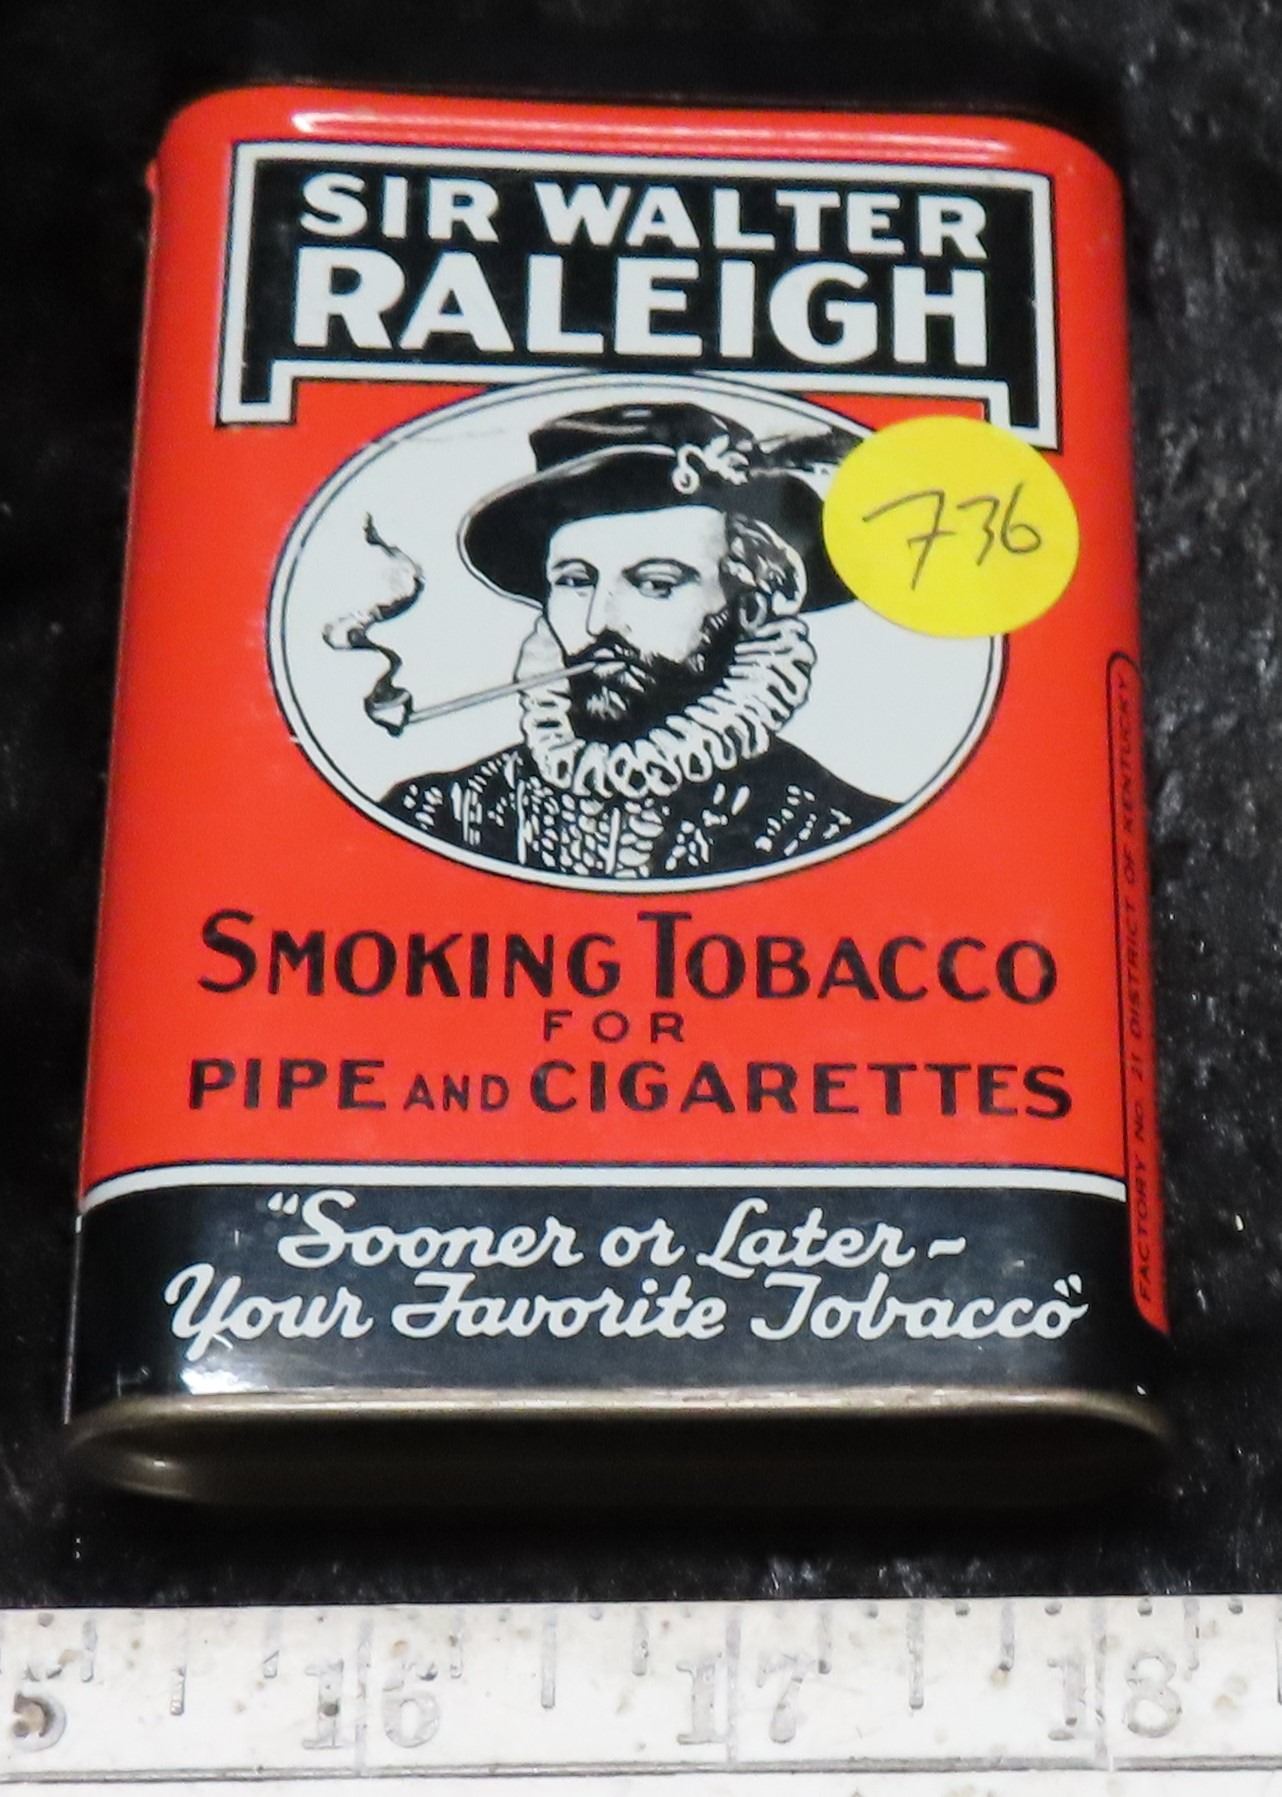 SIR WALTER
RALEIGH
736
SMOKING TOBACCO
FOR
PIPE AND CIGARETTES
"Sooner or Later-
Your Favorite Tobacco"
FACTORY NO. 21 DISTRICT OF KENTUCKY
5 16 17 18